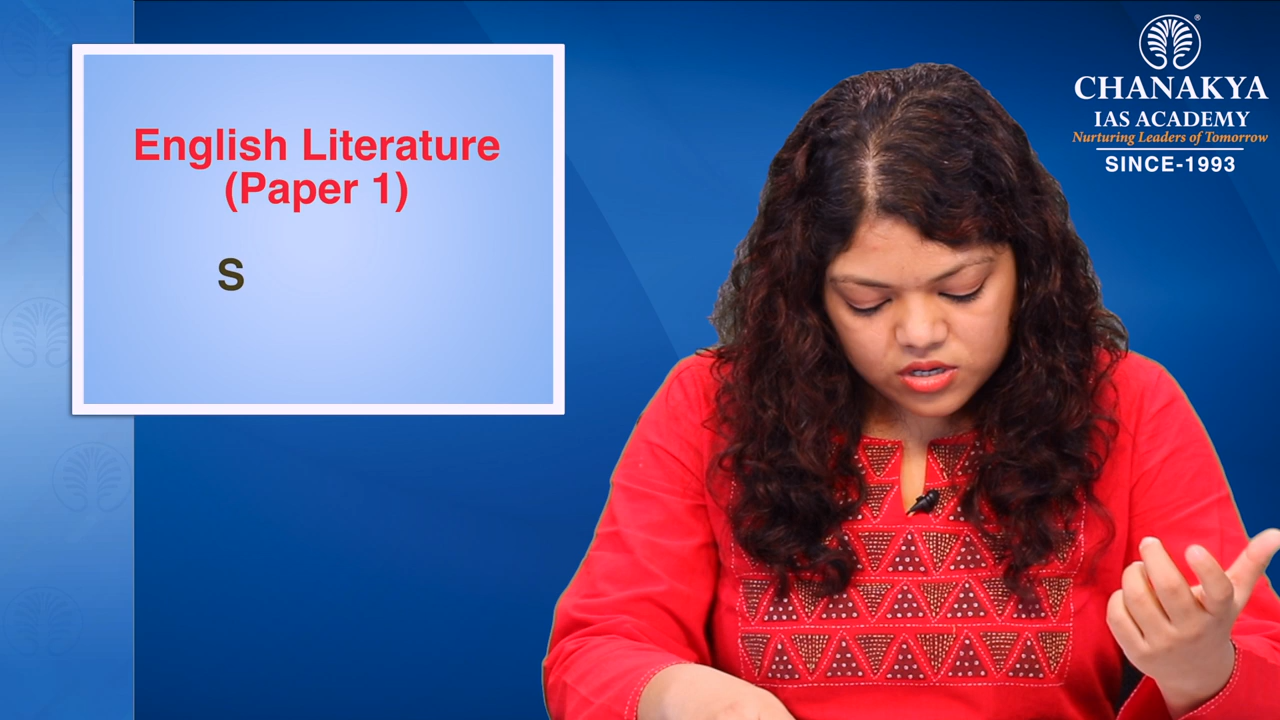 English Literature
(Paper 1)
S
CHANAKYA
IAS ACADEMY
Nurturing Leaders of Tomorrow
SINCE-1993